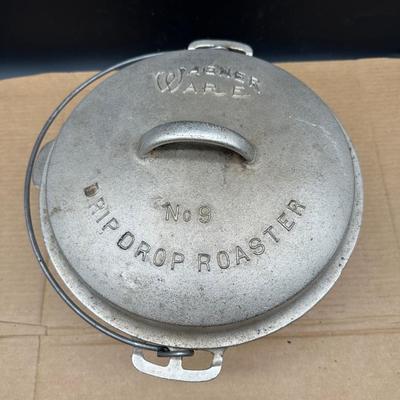 WAGNER
WARE
No 9
DRIP DROP ROASTER